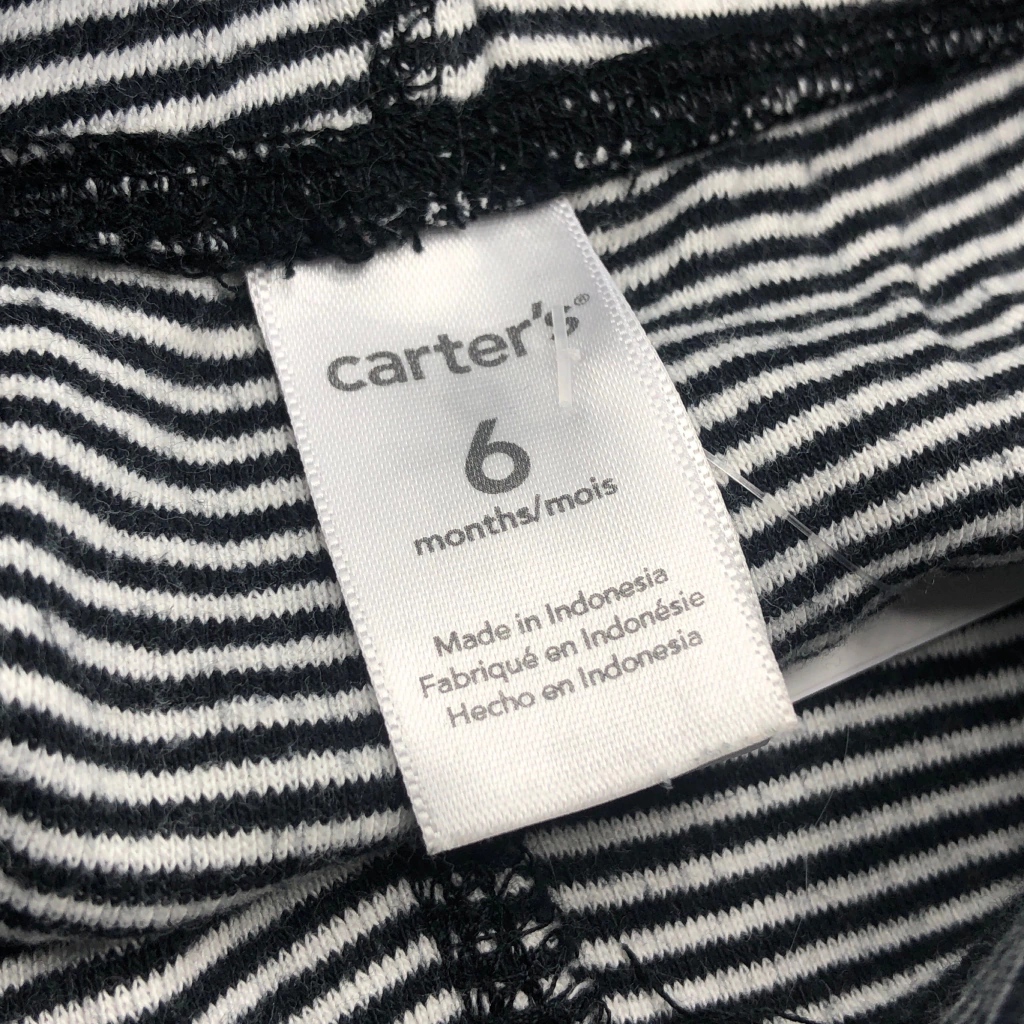 carter's®
6
months/mois
Made in Indonesia
Fabriqué en Indonésie
Hecho en Indonesia